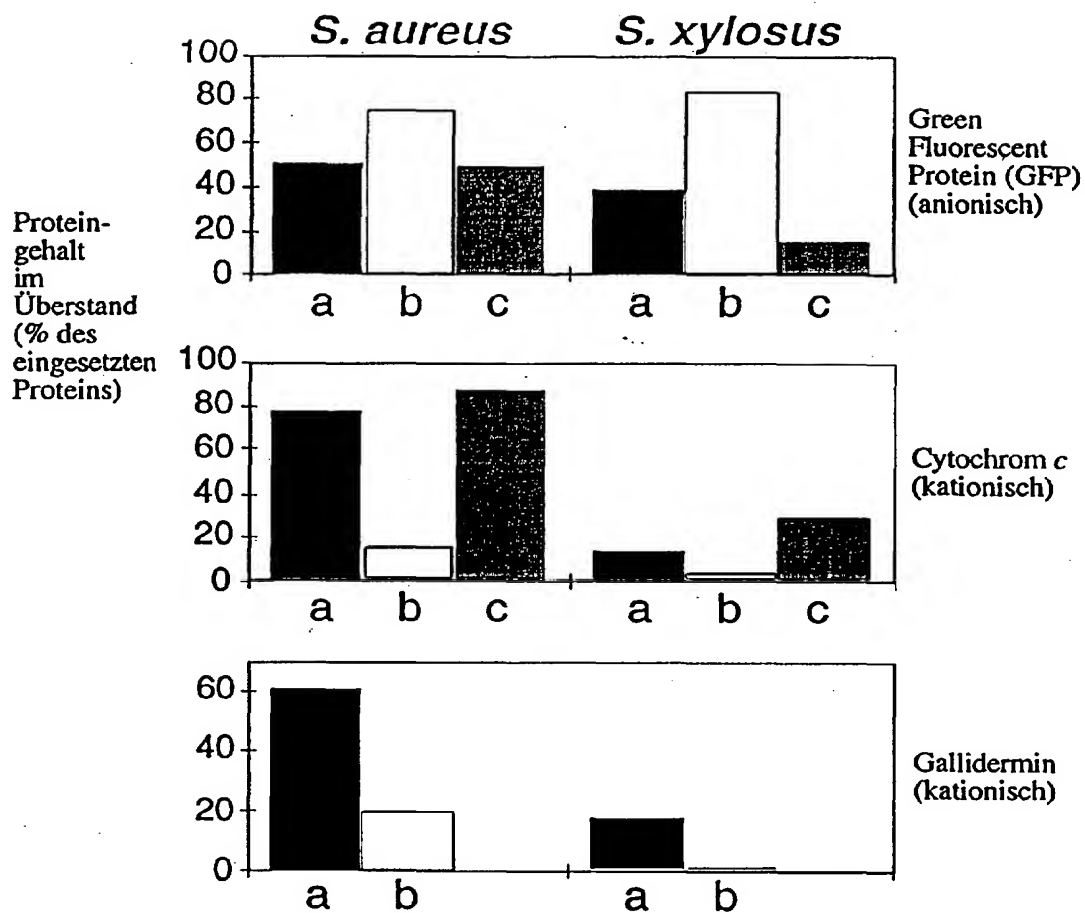 S. aureus S. xylosus
100
80
60
40
20
0
a b c a b c
Green
Fluorescent
Protein (GFP)
(anionisch)
Protein-
gehalt
im
Überstand
(% des
eingesetzten
Proteins)
100
80
60
40
20
0
a b c a b c
Cytochrom c
(kationisch)
60
40
20
0
a b a b
Gallidermin
(kationisch)